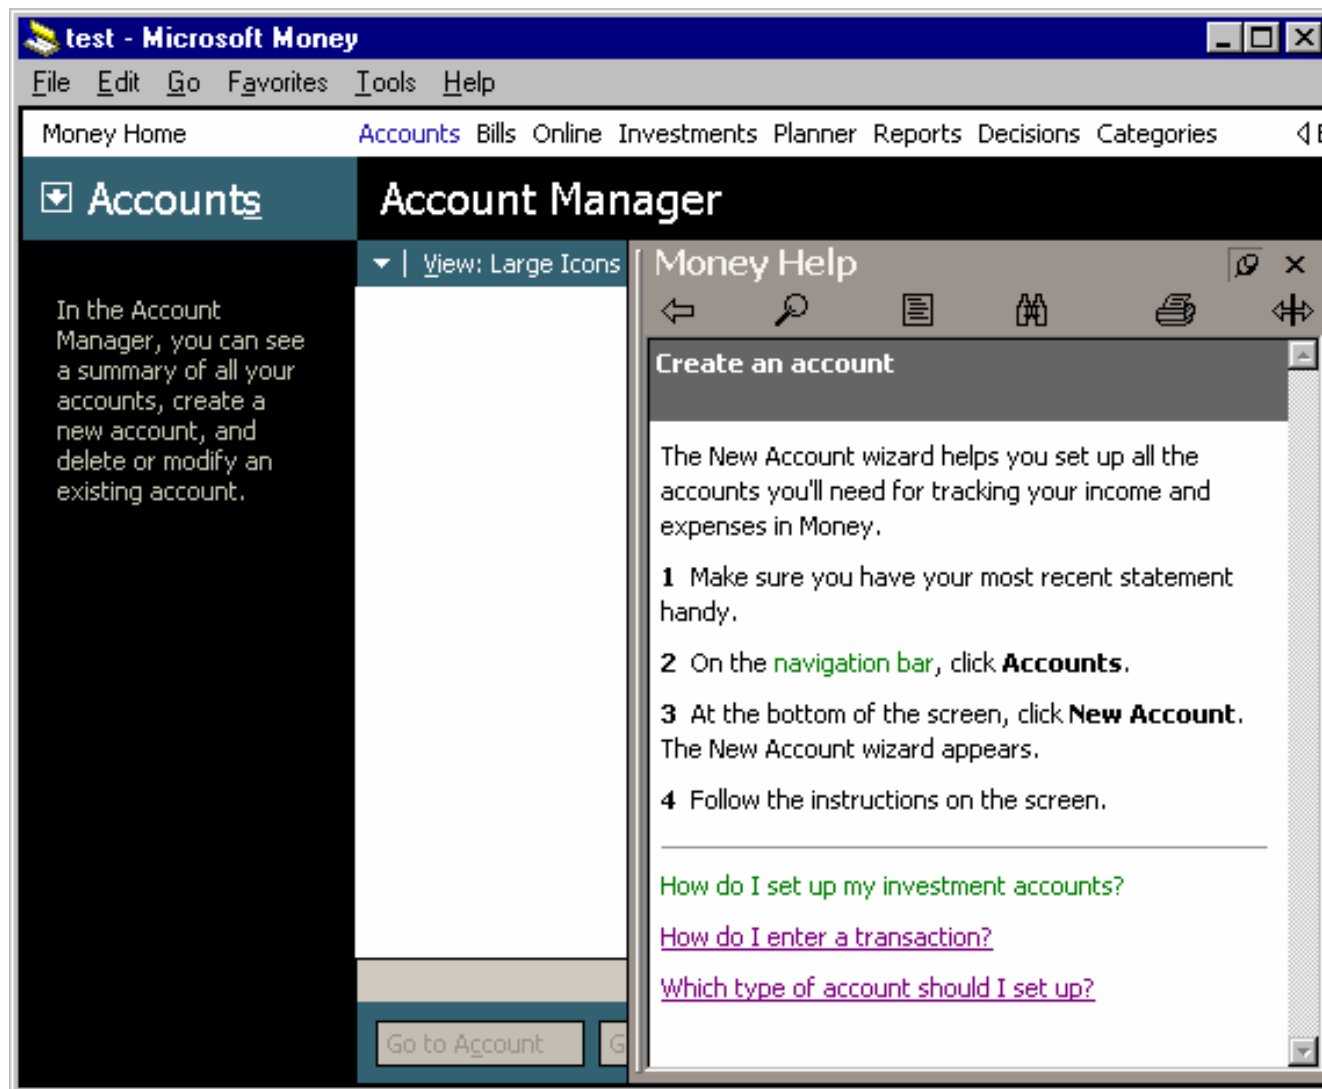 test - Microsoft Money
File Edit Go Favorites Tools Help
Money Home Accounts Bills Online Investments Planner Reports Decisions Categories
Accounts
Account Manager
View: Large Icons
In the Account
Manager, you can see
a summary of all your
accounts, create a
new account, and
delete or modify an
existing account.
Money Help
Create an account
The New Account wizard helps you set up all the
accounts you'll need for tracking your income and
expenses in Money.
1 Make sure you have your most recent statement
handy.
2 On the navigation bar, click Accounts.
3 At the bottom of the screen, click New Account.
The New Account wizard appears.
4 Follow the instructions on the screen.
How do I set up my investment accounts?
How do I enter a transaction?
Which type of account should I set up?
Go to Account